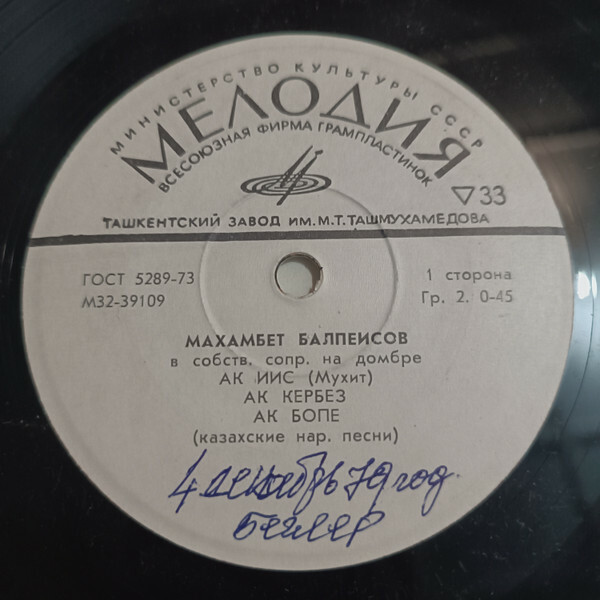 МИНИСТЕРСТВО КУЛЬТУРЫ СССР
МЕЛОДИЯ
ВСЕСОЮЗНАЯ ФИРМА ГРАМПЛАСТИНОК
▽33
ТАШКЕНТСКИЙ ЗАВОД ИМ. М.Т. ТАШМУХАМЕДОВА
ГОСТ 5289-73
М32-39109
1 сторона
Гр. 2. 0-45
МАХАМБЕТ БАЛПЕИСОВ
в собств. сопр. на домбре
АК ИИС (Мухит)
АК КЕРБЕЗ
АК БОПЕ
(казахские нар. песни)
4 декабрь 79 год.